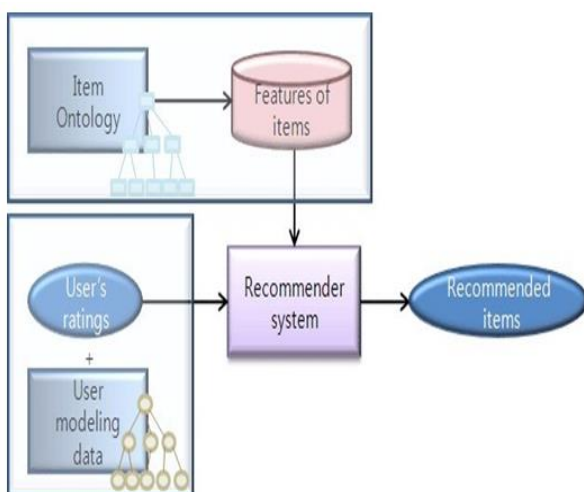 Item
Ontology
Features of
items
User's
ratings
+
User
modeling
data
Recommender
system
Recommended
items